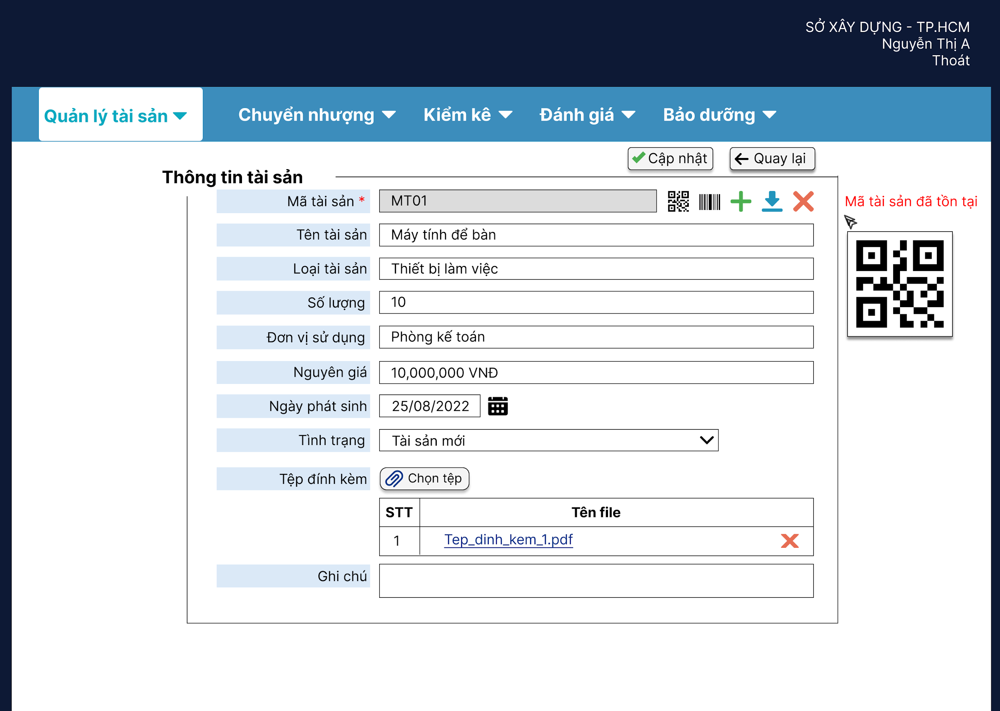 SỞ XÂY DỰNG - TP.HCM
Nguyễn Thị A
Thoát
Quản lý tài sản
Chuyển nhượng
Kiểm kê
Đánh giá
Bảo dưỡng
Cập nhật
Quay lại
Thông tin tài sản
Mã tài sản *
MT01
Mã tài sản đã tồn tại
Tên tài sản
Máy tính để bàn
Loại tài sản
Thiết bị làm việc
Số lượng
10
Đơn vị sử dụng
Phòng kế toán
Nguyên giá
10,000,000 VNĐ
Ngày phát sinh
25/08/2022
Tình trạng
Tài sản mới
Tệp đính kèm
Chọn tệp
STT
Tên file
1
Tep_dinh_kem_1.pdf
Ghi chú